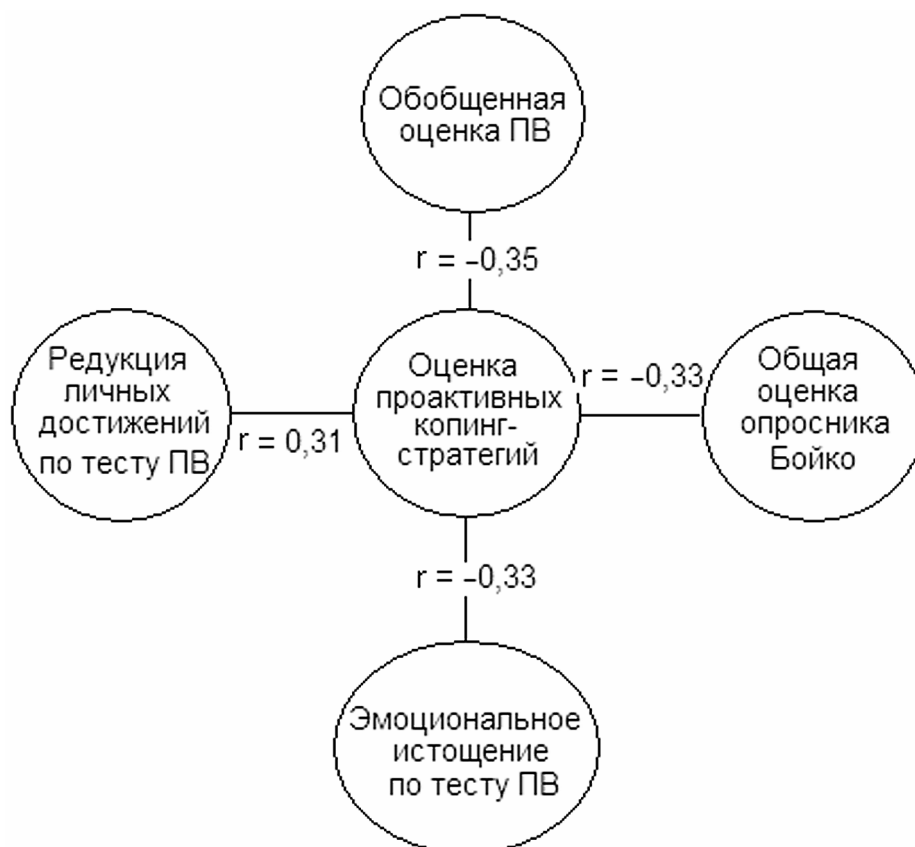 Обобщенная
оценка ПВ
r = –0,35
Редукция
личных
достижений
по тесту ПВ
r = 0,31
Оценка
проактивных
копинг-
стратегий
r = –0,33
Общая
оценка
опросника
Бойко
r = –0,33
Эмоциональное
истощение
по тесту ПВ